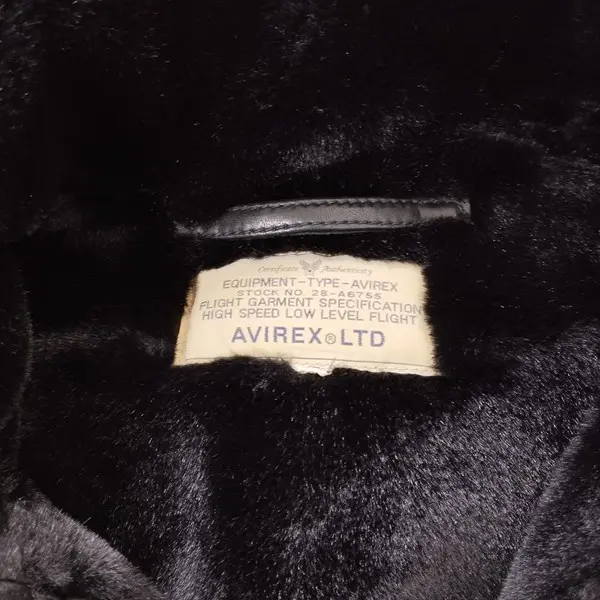 Certificate Authenticity
EQUIPMENT-TYPE-AVIREX
STOCK NO. 28-A6755
FLIGHT GARMENT SPECIFICATION
HIGH SPEED LOW LEVEL FLIGHT
AVIREX® LTD